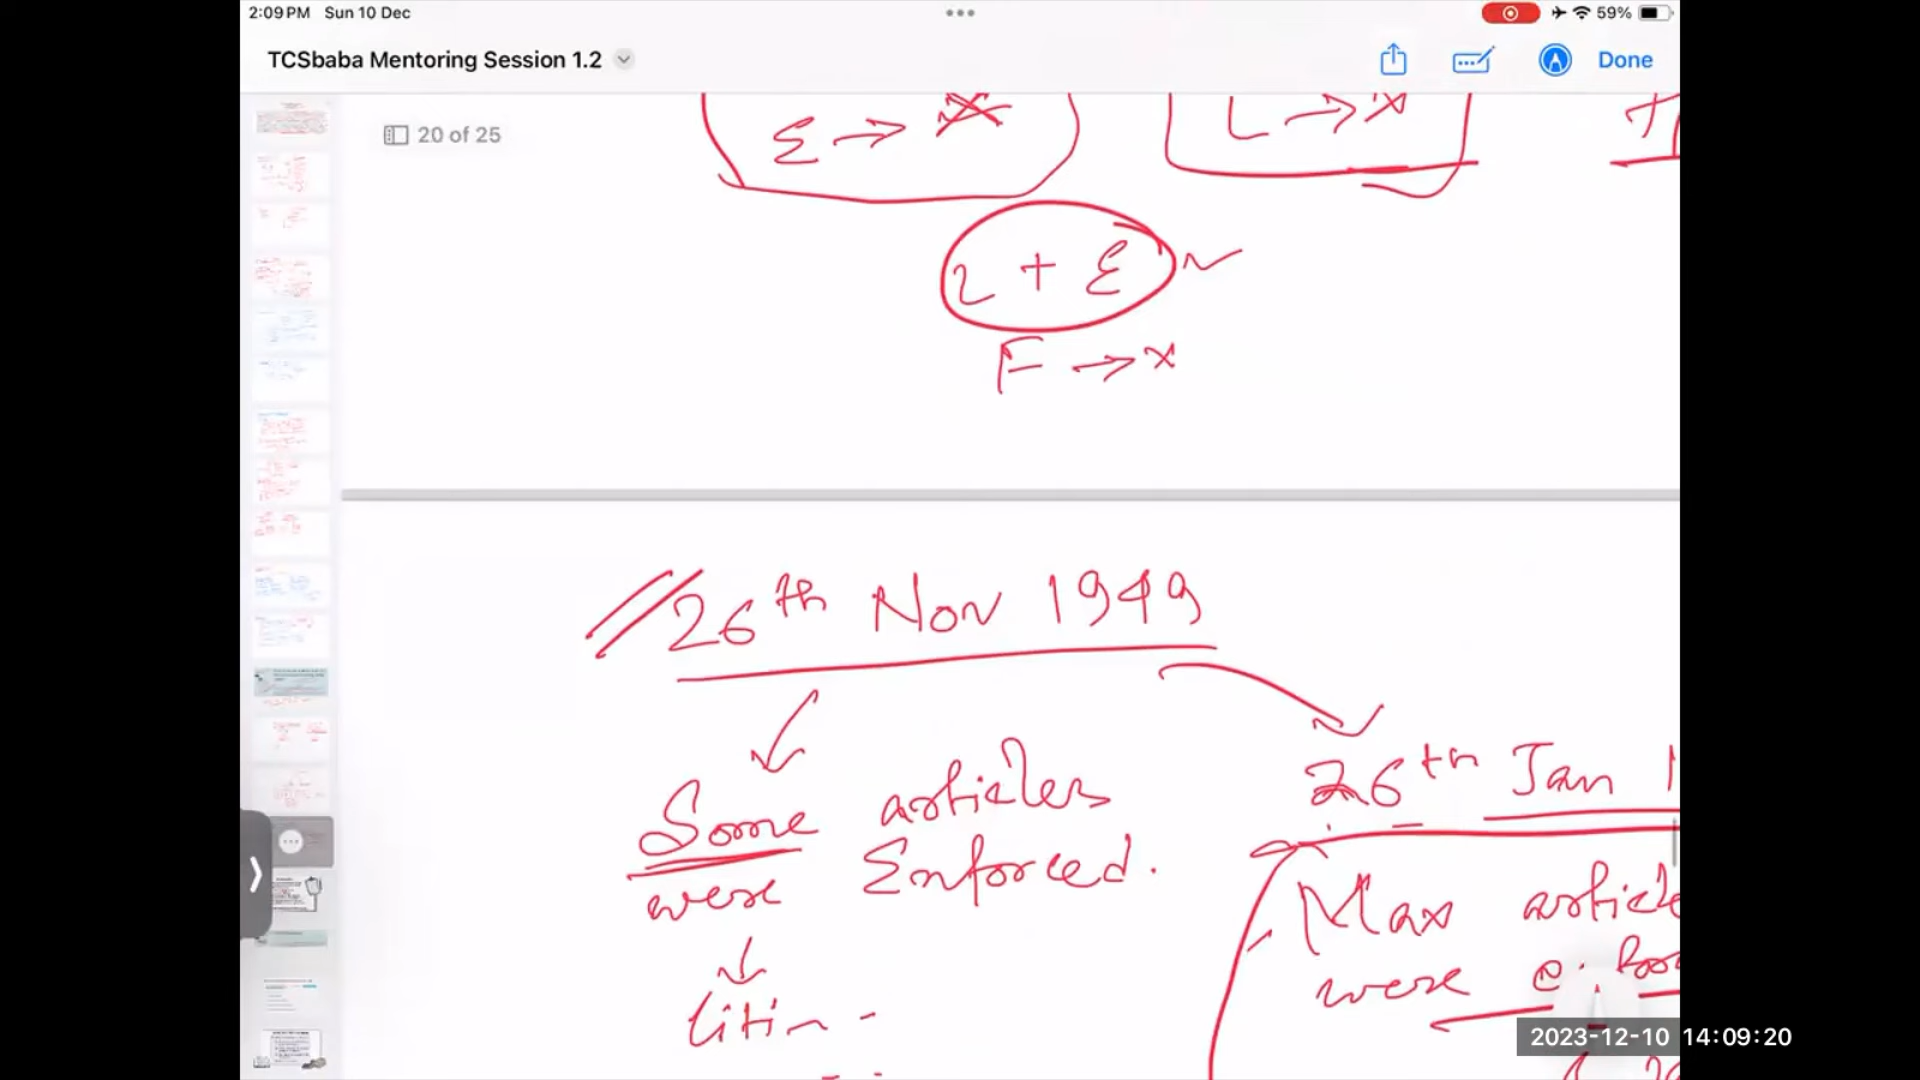 2:09 PM Sun 10 Dec
59%
TCSbaba Mentoring Session 1.2
Done
20 of 25
Ɛ → X
L → X
L + Ɛ
F → x
26th Nov 1949
Some articles
were Enforced.
26th Jan 1
Max article
were e.
2023-12-10 14:09:20